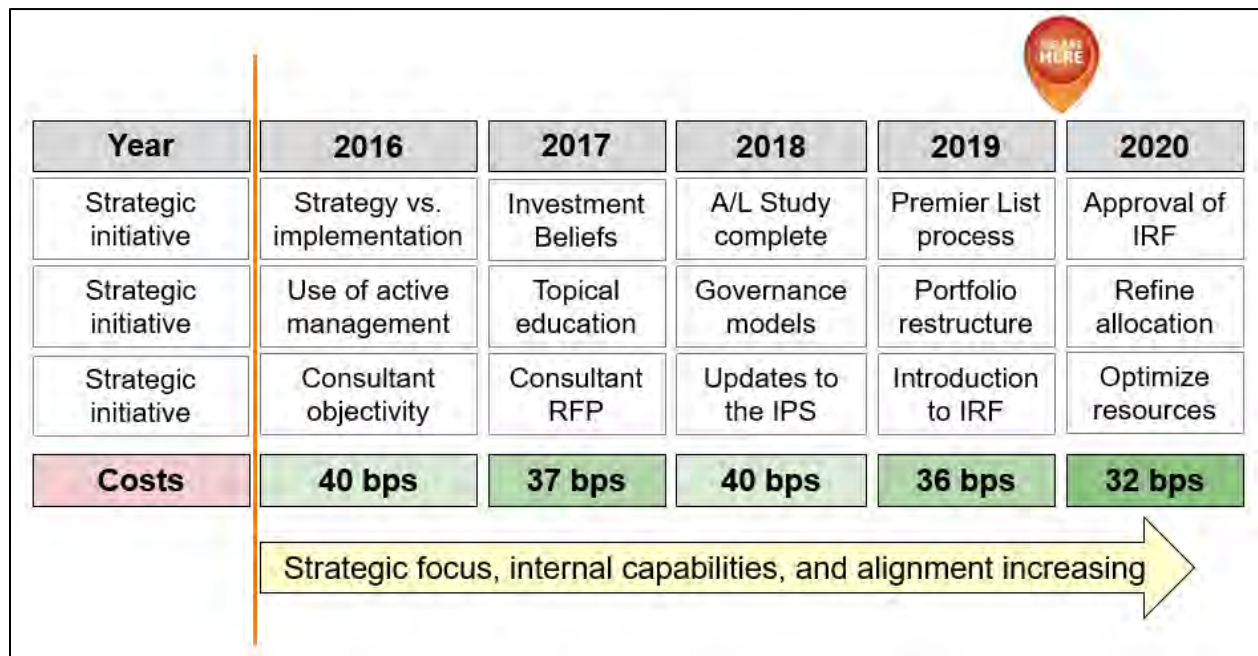 HERE
Year 2016 2017 2018 2019 2020
Strategic Strategy vs. Investment A/L Study Premier List Approval of
initiative implementation Beliefs complete process IRF
Strategic Use of active Topical Governance Portfolio Refine
initiative management education models restructure allocation
Strategic Consultant Consultant Updates to Introduction Optimize
initiative objectivity RFP the IPS to IRF resources
Costs 40 bps 37 bps 40 bps 36 bps 32 bps
Strategic focus, internal capabilities, and alignment increasing